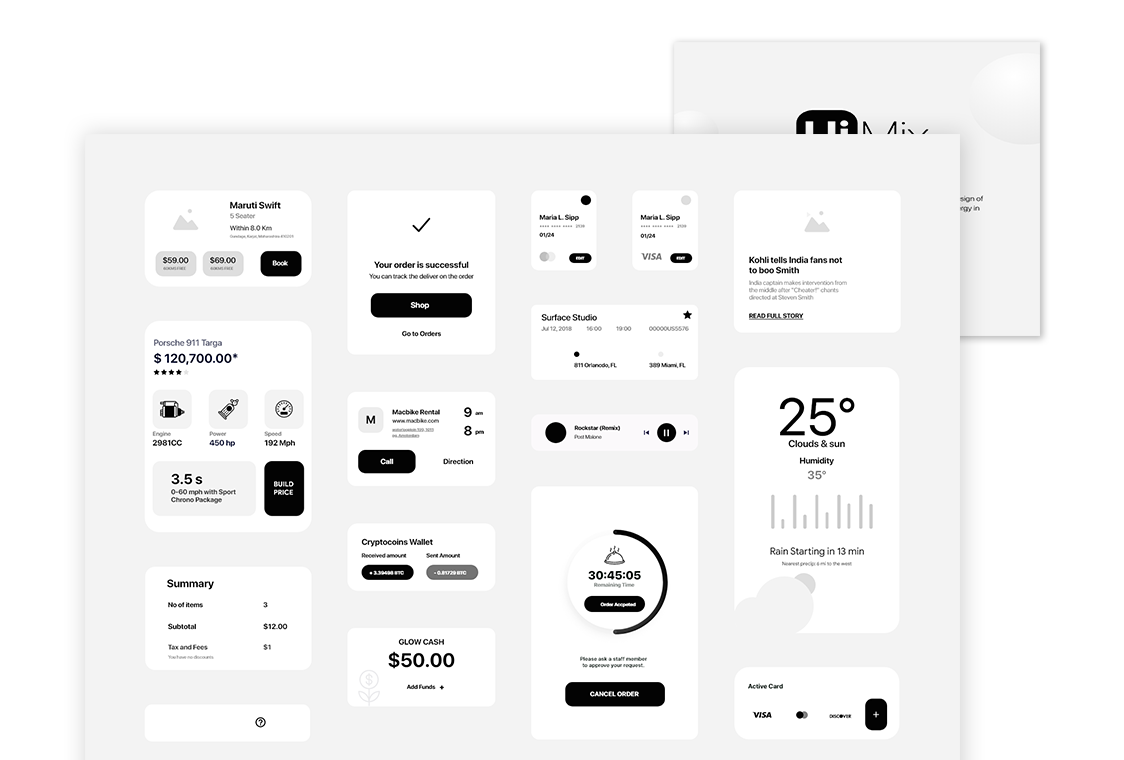 Ui Mix
sign of
rgy in
Maruti Swift
5 Seater
Within 8.0 Km
$59.00
$69.00
Book
Your order is successful
You can track the deliver on the order
Shop
Go to Orders
Maria L. Sipp
**** **** **** 2538
01/24
EDIT
Maria L. Sipp
**** **** **** 2538
01/24
VISA
EDIT
Kohli tells India fans not
to boo Smith
India captain makes intervention from
the middle after "Cheater!" chants
directed at Steven Smith
READ FULL STORY
Porsche 911 Targa
$ 120,700.00*
Engine
2981CC
Power
450 hp
Speed
192 Mph
3.5 s
0-60 mph with Sport
Chrono Package
BUILD
PRICE
Surface Studio
Jul 12, 2018 16:00 19:00 00000US5576
811 Orlanedo, FL
389 Miami, FL
M
Macbike Rental
www.macbike.com
9 am
8 pm
Call
Direction
Rockstar (Remix)
Post Malone
25°
Clouds & sun
Humidity
35°
Rain Starting in 13 min
Nearest precip: 6 mi to the west
Cryptocoins Wallet
Received amount
Sent Amount
+ 3.39498 BTC
- 0.91729 BTC
30:45:05
Remaining Time
Order Accpeted
Please ask a staff member
to approve your request.
CANCEL ORDER
Summary
No of items 3
Subtotal $12.00
Tax and Fees $1
You have no discounts
GLOW CASH
$50.00
Add Funds +
$
?
Active Card
VISA
DISCOVER
+